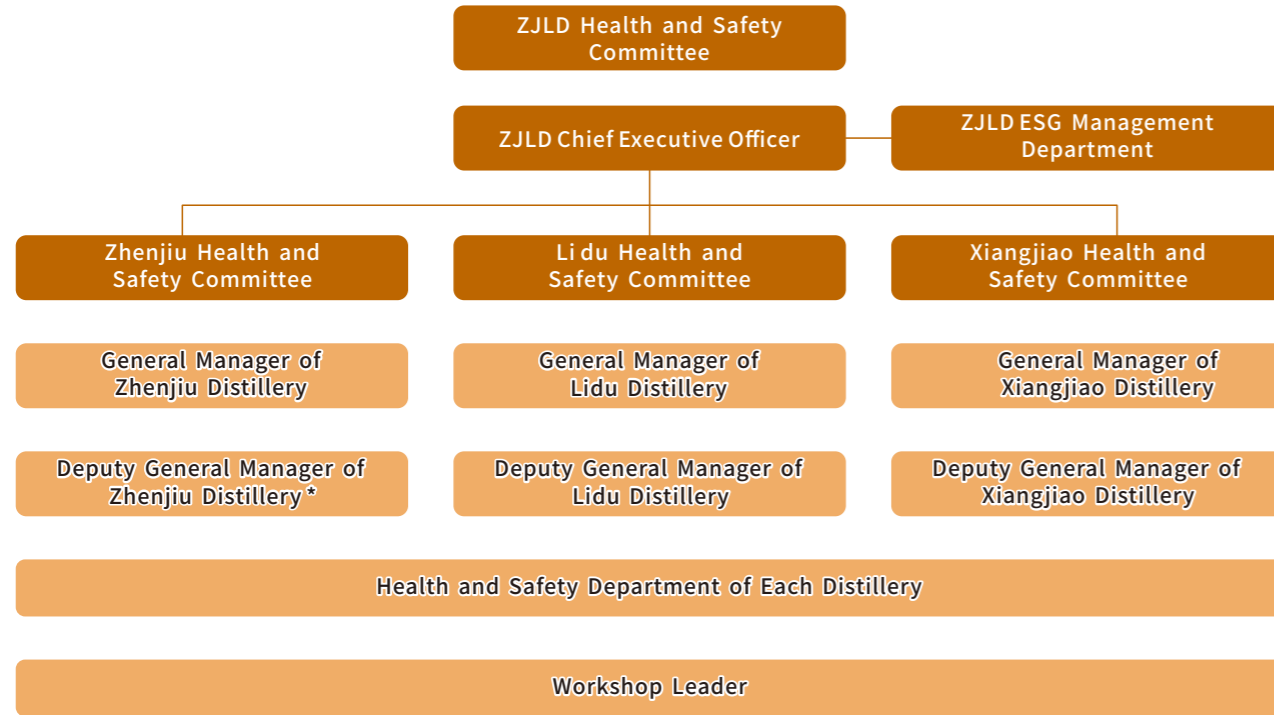 ZJLD Health and Safety
Committee
ZJLD Chief Executive Officer
ZJLD ESG Management
Department
Zhenjiu Health and
Safety Committee
Lidu Health and
Safety Committee
Xiangjiao Health and
Safety Committee
General Manager of
Zhenjiu Distillery
General Manager of
Lidu Distillery
General Manager of
Xiangjiao Distillery
Deputy General Manager of
Zhenjiu Distillery*
Deputy General Manager of
Lidu Distillery
Deputy General Manager of
Xiangjiao Distillery
Health and Safety Department of Each Distillery
Workshop Leader